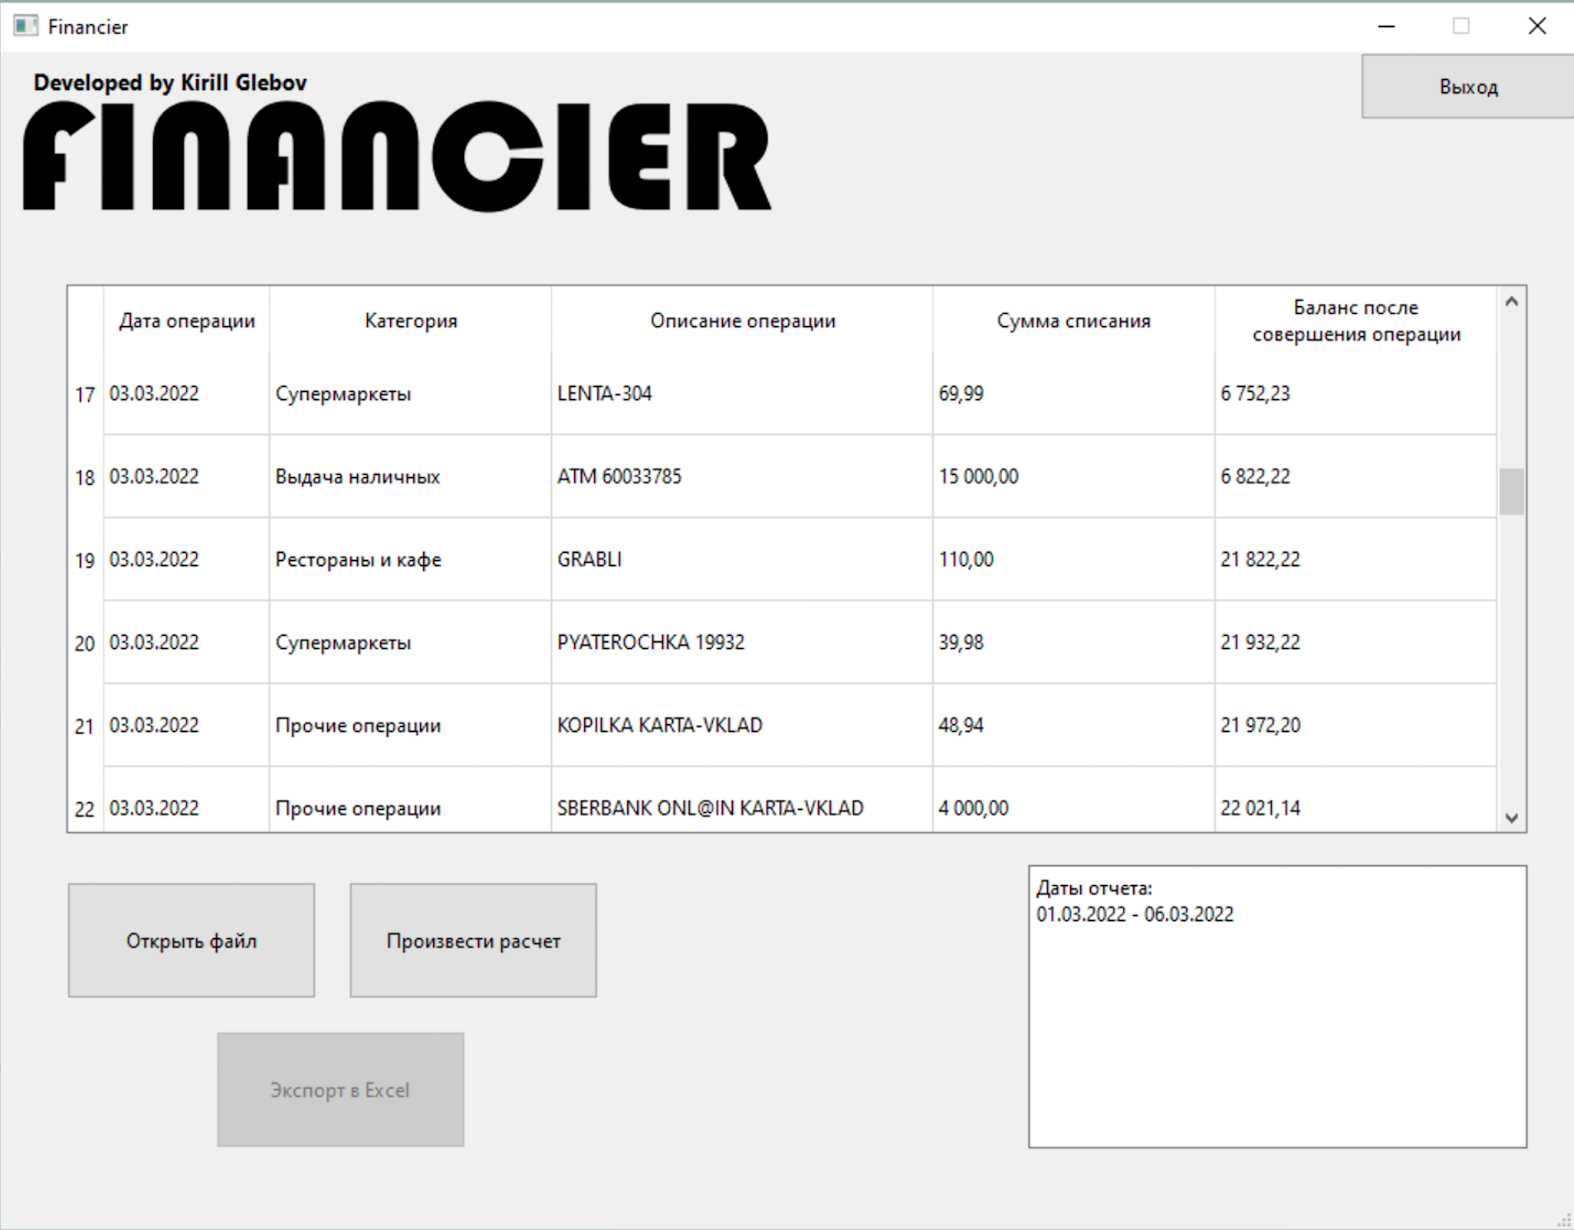 Financier
Developed by Kirill Glebov
Выход
FINANCIER
Дата операции Категория Описание операции Сумма списания Баланс после совершения операции
17 03.03.2022 Супермаркеты LENTA-304 69,99 6 752,23
18 03.03.2022 Выдача наличных ATM 60033785 15 000,00 6 822,22
19 03.03.2022 Рестораны и кафе GRABLI 110,00 21 822,22
20 03.03.2022 Супермаркеты PYATEROCHKA 19932 39,98 21 932,22
21 03.03.2022 Прочие операции KOPILKA KARTA-VKLAD 48,94 21 972,20
22 03.03.2022 Прочие операции SBERBANK ONL@IN KARTA-VKLAD 4 000,00 22 021,14
Открыть файл
Произвести расчет
Экспорт в Excel
Даты отчета:
01.03.2022 - 06.03.2022